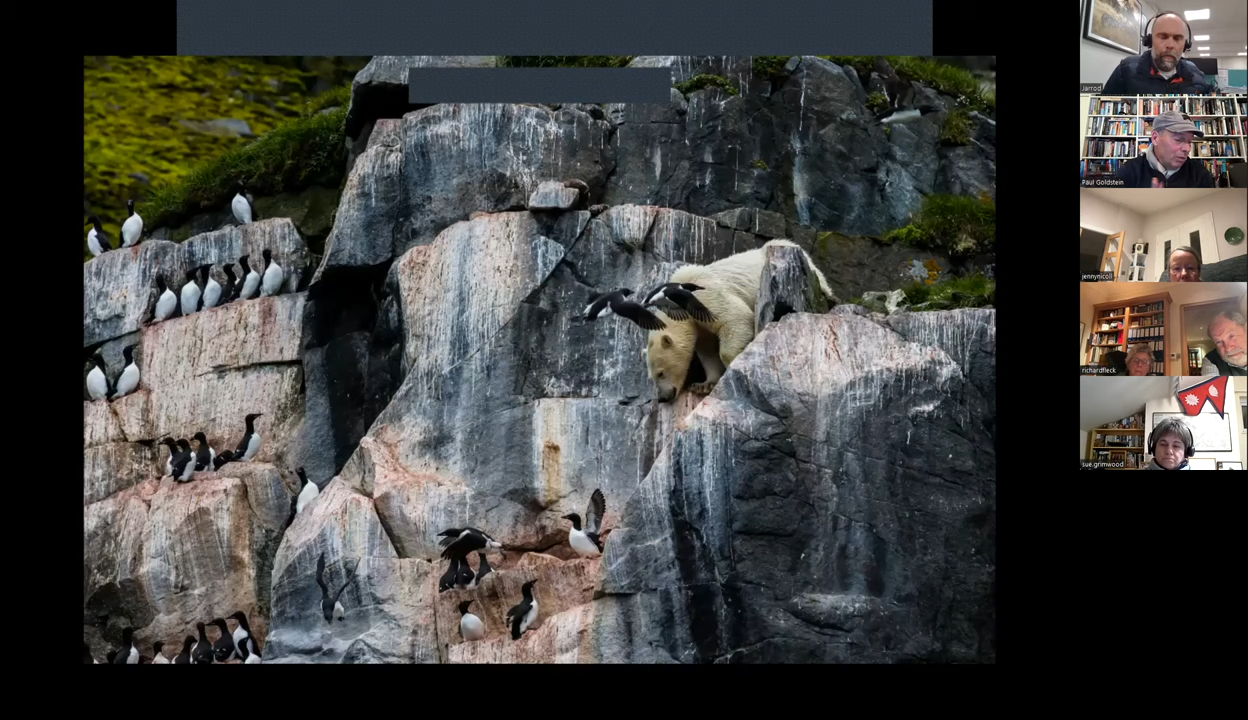 Jarrod
Paul Goldstein
jennynicoll
richardfleck
sue.grimwood